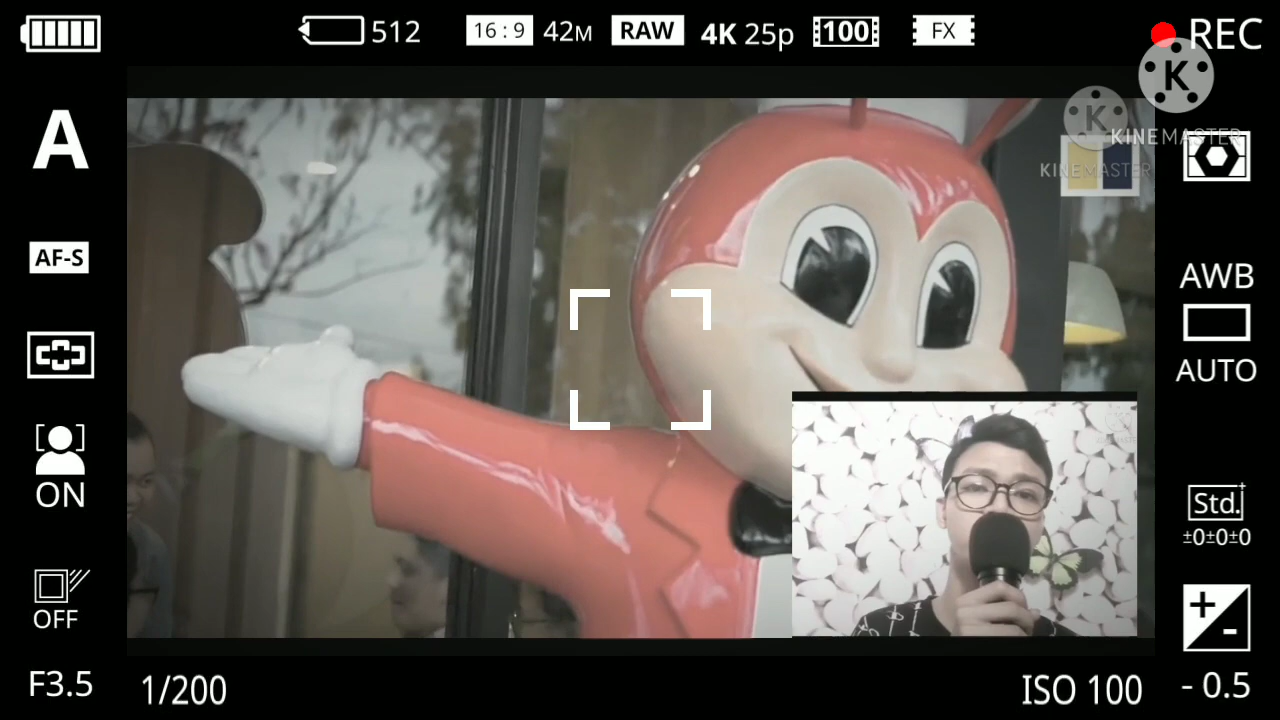 512
16:9
42M
RAW
4K 25p
100
FX
REC
A
K
K
KINEMASTER
KINEMASTER
AF-S
AWB
AUTO
ON
Std.
±0±0±0
OFF
+
-
F3.5
1/200
ISO 100
- 0.5